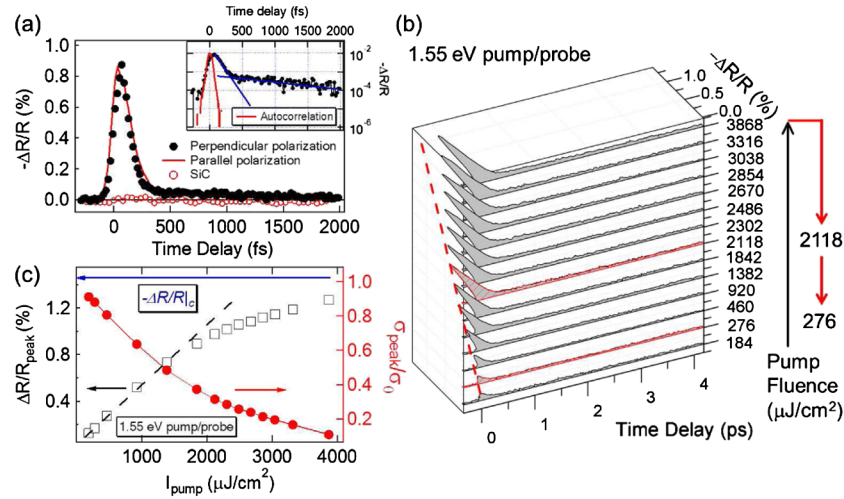 (a)
Time delay (fs)
0 500 1000 1500 2000
10-2
10-4
10-6
-ΔR/R
Autocorrelation
1.0
0.8
0.6
0.4
0.2
0.0
-ΔR/R (%)
Perpendicular polarization
Parallel polarization
SiC
0 500 1000 1500 2000
Time Delay (fs)
(b)
1.55 eV pump/probe
-ΔR/R (%)
1.0
0.5
0.0
3868
3316
3038
2854
2670
2486
2302
2118
1842
1382
920
460
276
184
2118
276
Pump
Fluence
(μJ/cm2)
0 1 2 3 4
Time Delay (ps)
(c)
-ΔR/R|c
1.2
0.8
0.4
ΔR/Rpeak (%)
1.0
0.8
0.6
0.4
0.2
σpeak/σ0
1.55 eV pump/probe
1000 2000 3000 4000
Ipump (μJ/cm2)